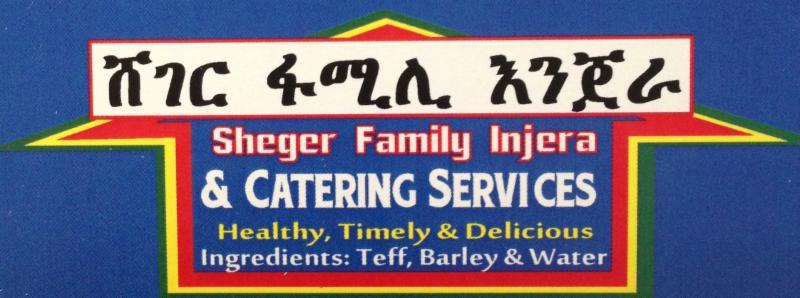 ሸገር ፋሚሊ እንጀራ
Sheger Family Injera
& CATERING SERVICES
Healthy, Timely & Delicious
Ingredients: Teff, Barley & Water